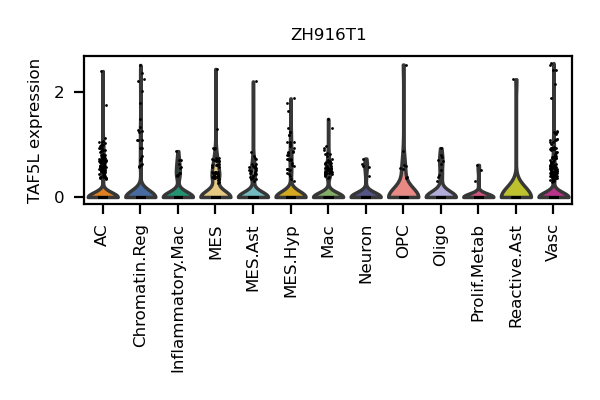 ZH916T1
TAF5L expression
2
0
AC
Chromatin.Reg
Inflammatory.Mac
MES
MES.Ast
MES.Hyp
Mac
Neuron
OPC
Oligo
Prolif.Metab
Reactive.Ast
Vasc